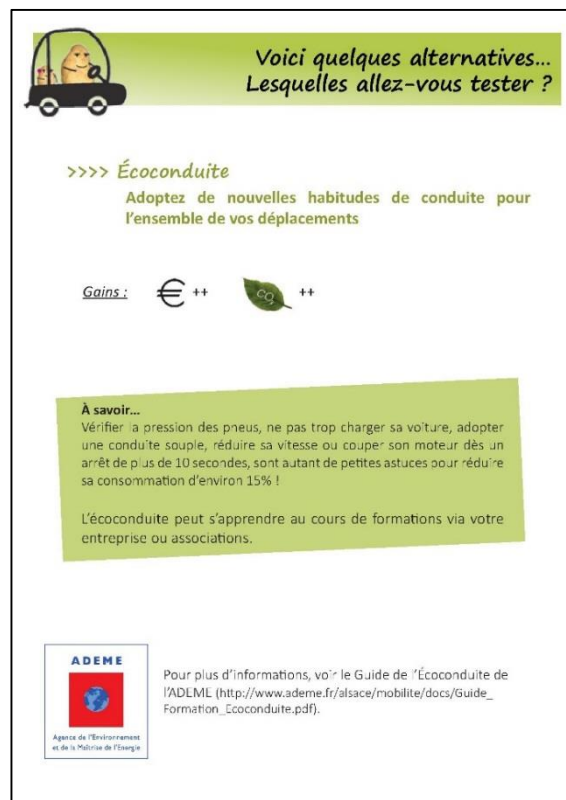 Voici quelques alternatives...
Lesquelles allez-vous tester ?
>>>> Écoconduite
Adoptez de nouvelles habitudes de conduite pour
l'ensemble de vos déplacements
Gains : € ++ CO₂ ++
À savoir...
Vérifier la pression des pneus, ne pas trop charger sa voiture, adopter
une conduite souple, réduire sa vitesse ou couper son moteur dès un
arrêt de plus de 10 secondes, sont autant de petites astuces pour réduire
sa consommation d'environ 15% !
L'écoconduite peut s'apprendre au cours de formations via votre
entreprise ou associations.
ADEME
Agence de l'Environnement
et de la Maîtrise de l'Energie
Pour plus d'informations, voir le Guide de l'Écoconduite de
l'ADEME (http://www.ademe.fr/alsace/mobilite/docs/Guide_
Formation_Ecoconduite.pdf).